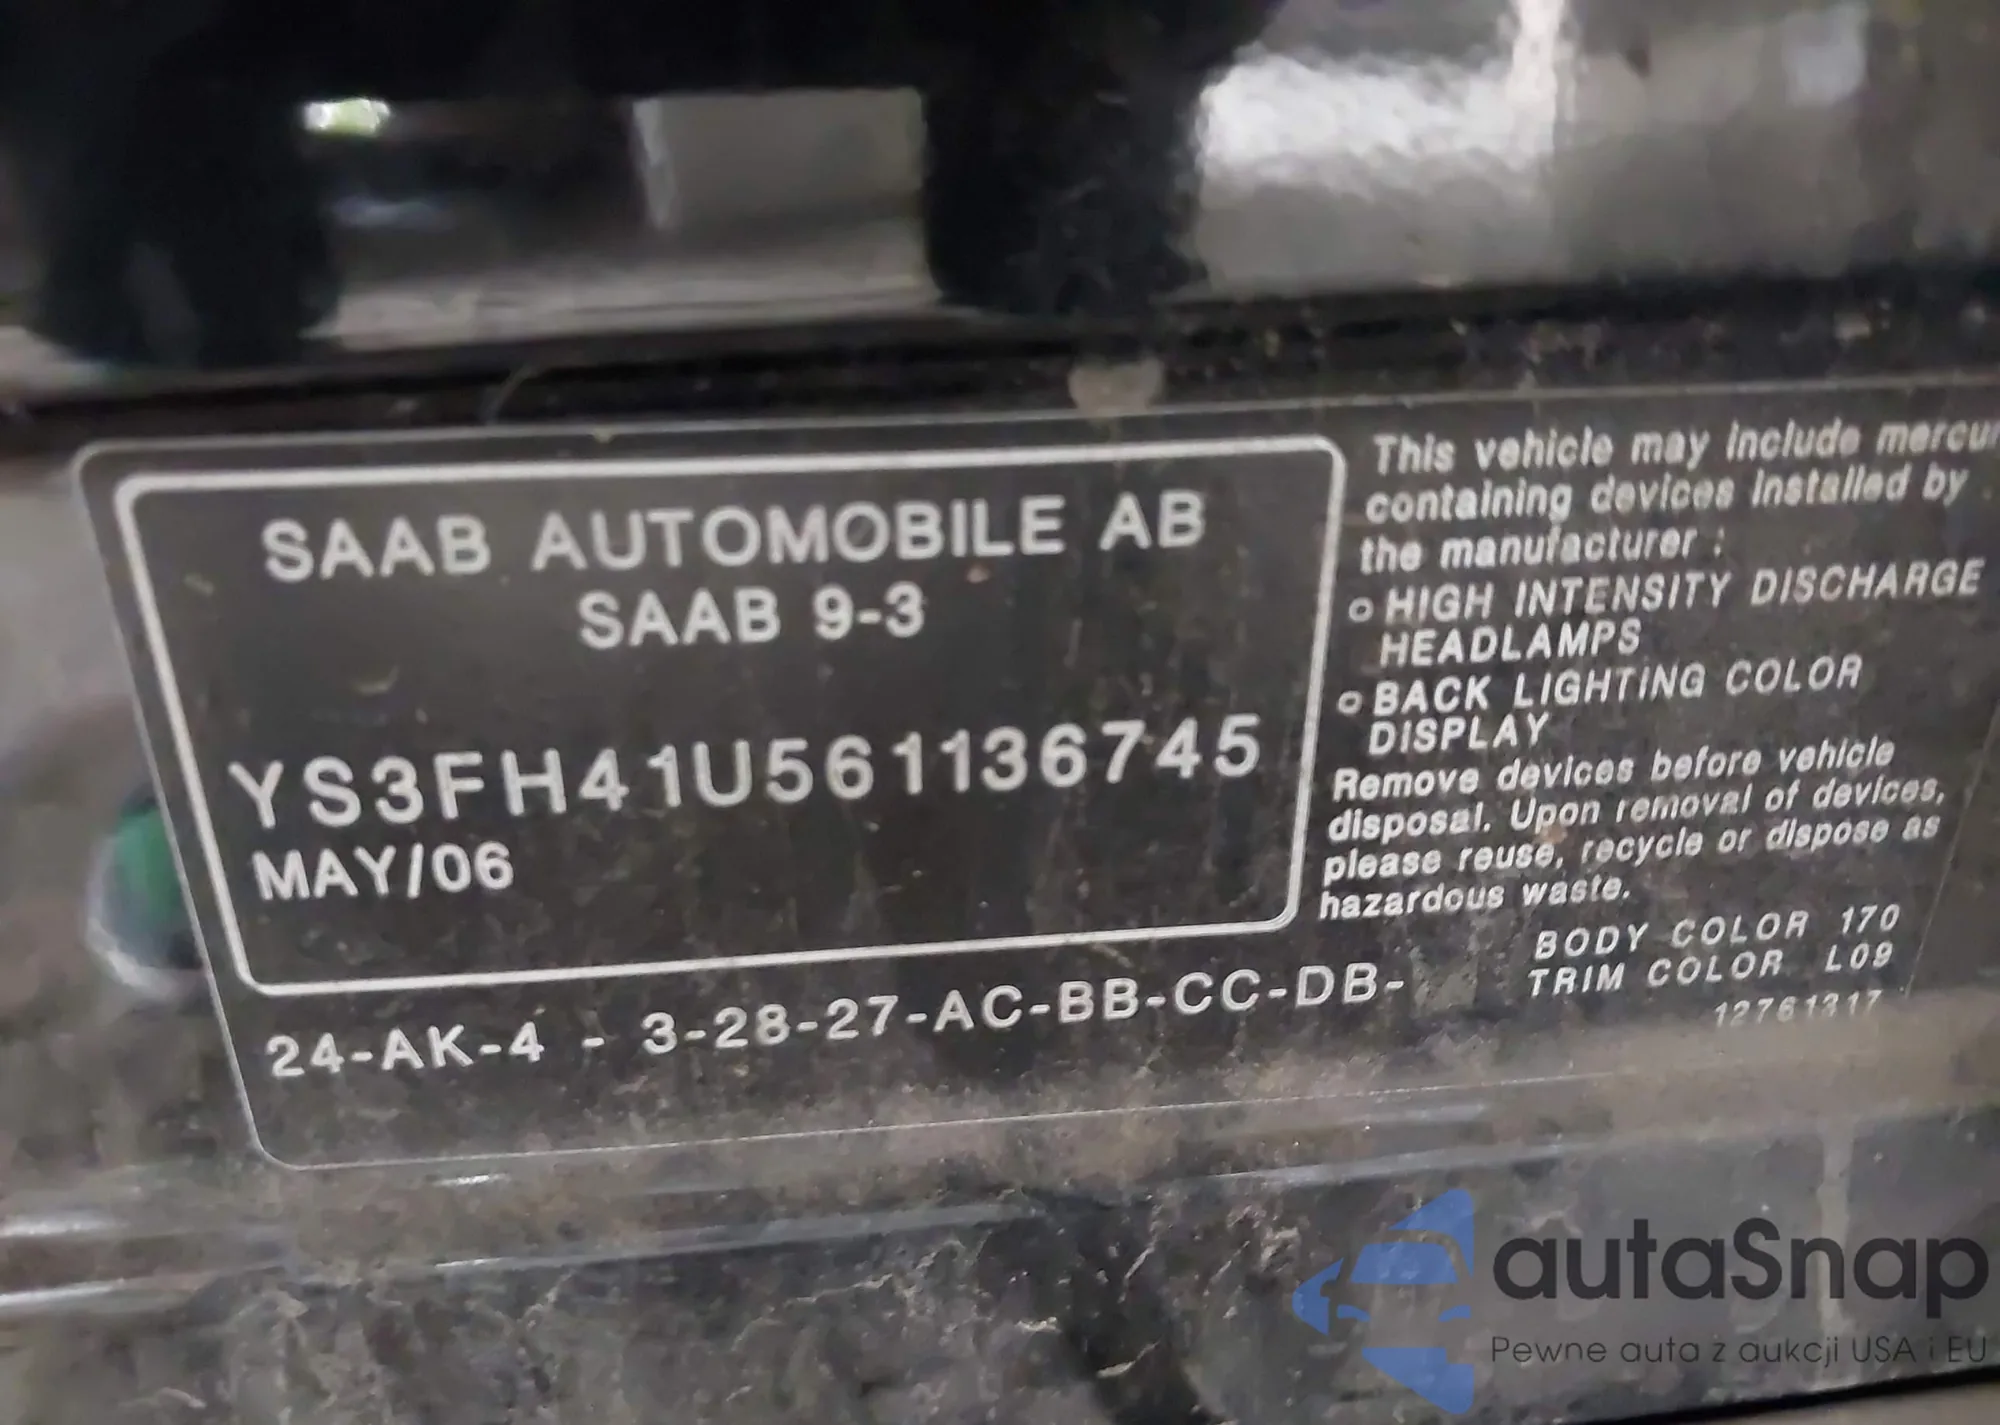 SAAB AUTOMOBILE AB
SAAB 9-3
YS3FH41U561136745
MAY/06
24-AK-4 - 3-28-27-AC-BB-CC-DB-
This vehicle may include mercur
containing devices installed by
the manufacturer :
o HIGH INTENSITY DISCHARGE
HEADLAMPS
o BACK LIGHTING COLOR
DISPLAY
Remove devices before vehicle
disposal. Upon removal of devices,
please reuse, recycle or dispose as
hazardous waste.
BODY COLOR 170
TRIM COLOR L09
12761317
autaSnap
Pewne auta z aukcji USA i EU